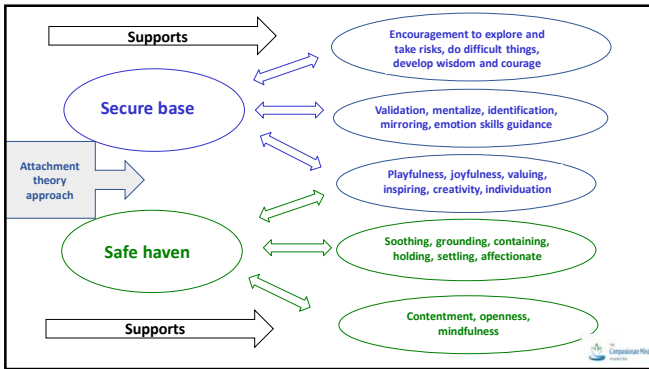 Supports
Encouragement to explore and
take risks, do difficult things,
develop wisdom and courage
Secure base
Validation, mentalize, identification,
mirroring, emotion skills guidance
Attachment
theory
approach
Playfulness, joyfulness, valuing,
inspiring, creativity, individuation
Safe haven
Soothing, grounding, containing,
holding, settling, affectionate
Supports
Contentment, openness,
mindfulness
Compassionate Mind